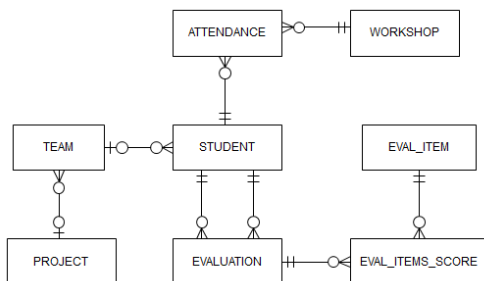 ATTENDANCE
WORKSHOP
TEAM
STUDENT
EVAL_ITEM
PROJECT
EVALUATION
EVAL_ITEMS_SCORE